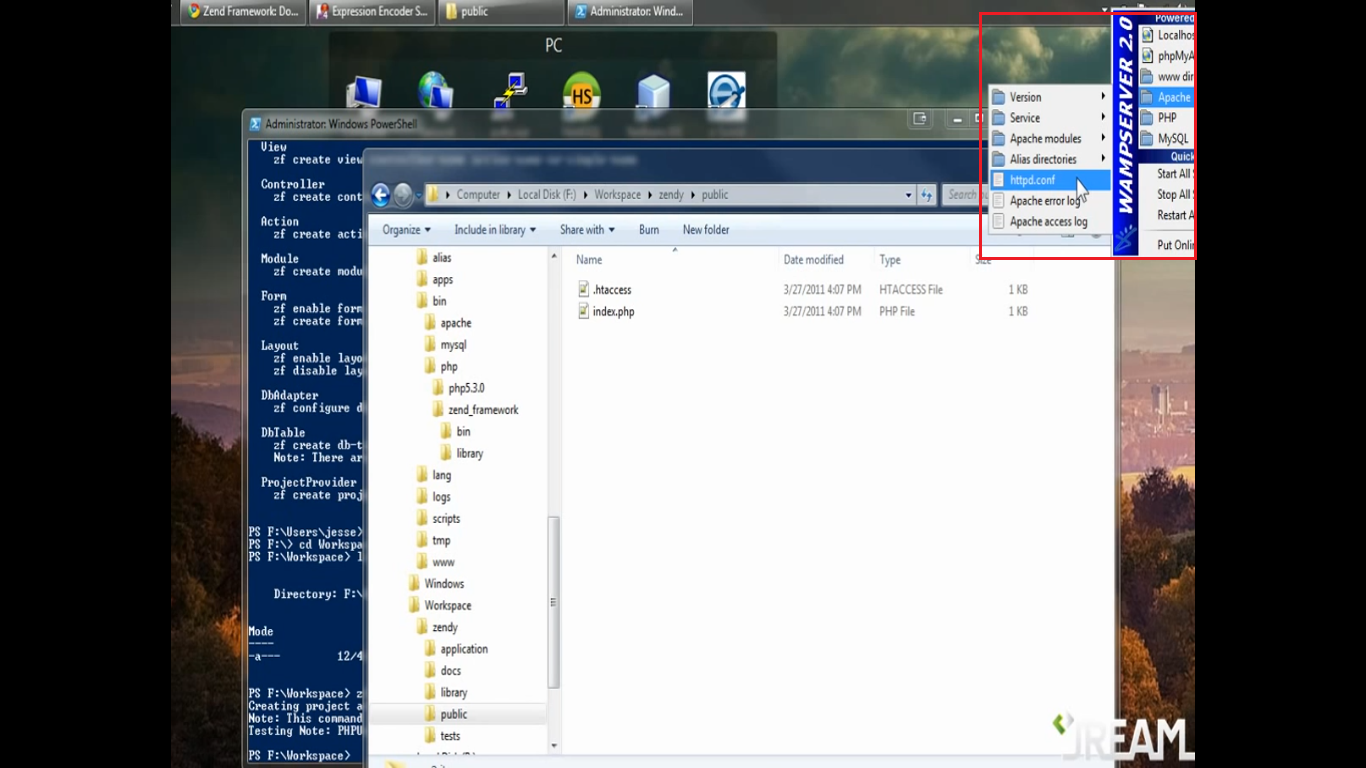 Zend Framework: Do...
Expression Encoder S...
public
Administrator: Wind...
PC
HS
WAMPSERVER 2.0
Powered
Localhos
phpMyA
www dir
Apache
PHP
MySQL
Quick
Start All
Stop All
Restart A
Put Onli
Version
Service
Apache modules
Alias directories
httpd.conf
Apache error log
Apache access log
Administrator: Windows PowerShell
View
zf create view
Controller
zf create cont
Action
zf create acti
Module
zf create modu
Form
zf enable form
zf create form
Layout
zf enable layo
zf disable lay
DbAdapter
zf configure d
DbTable
zf create db-t
Note: There ar
ProjectProvider
zf create proj
PS F:\Users\jesse>
PS F:\> cd Workspa
PS F:\Workspace> l
Directory: F:\
Mode
----
-a--- 12/4
PS F:\Workspace> z
Creating project a
Note: This command
Testing Note: PHPU
PS F:\Workspace>
Computer Local Disk (F:) Workspace zendy public
Search
Organize Include in library Share with Burn New folder
alias
apps
bin
apache
mysql
php
php5.3.0
zend_framework
bin
library
lang
logs
scripts
tmp
www
Windows
Workspace
zendy
application
docs
library
public
tests
Name Date modified Type Size
.htaccess 3/27/2011 4:07 PM HTACCESS File 1 KB
index.php 3/27/2011 4:07 PM PHP File 1 KB
JREAM